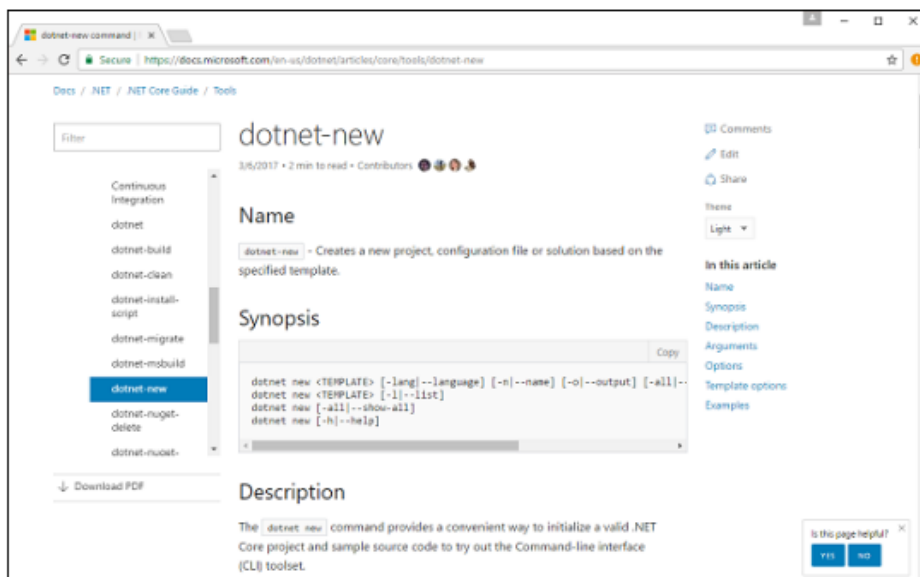 dotnet-new command |
Secure | https://docs.microsoft.com/en-us/dotnet/articles/core/tools/dotnet-new
Docs / .NET / .NET Core Guide / Tools
Filter
Continuous
Integration
dotnet
dotnet-build
dotnet-clean
dotnet-install-
script
dotnet-migrate
dotnet-msbuild
dotnet-new
dotnet-nuget-
delete
dotnet-nuget-
Download PDF
dotnet-new
3/6/2017 • 2 min to read • Contributors
Name
dotnet-new - Creates a new project, configuration file or solution based on the
specified template.
Synopsis
Copy
dotnet new <TEMPLATE> [-lang|--language] [-n|--name] [-o|--output] [-all|--
dotnet new <TEMPLATE> [-l|--list]
dotnet new [-all|--show-all]
dotnet new [-h|--help]
Description
The dotnet new command provides a convenient way to initialize a valid .NET
Core project and sample source code to try out the Command-line interface
(CLI) toolset.
Comments
Edit
Share
Theme
Light
In this article
Name
Synopsis
Description
Arguments
Options
Template options
Examples
Is this page helpful?
YES NO